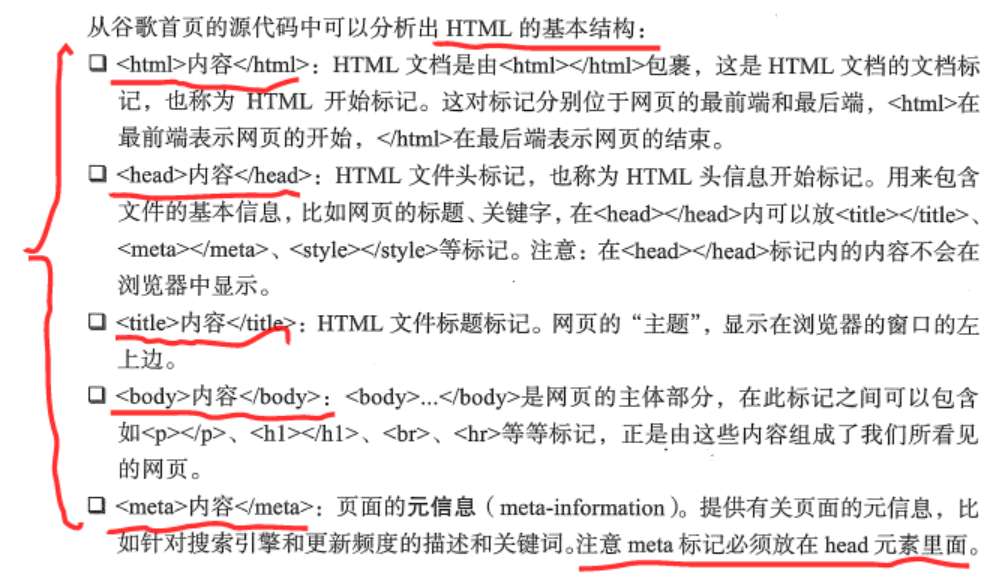 从谷歌首页的源代码中可以分析出 HTML 的基本结构：
❑ <html>内容</html>：HTML 文档是由<html></html>包裹，这是 HTML 文档的文档标
记，也称为 HTML 开始标记。这对标记分别位于网页的最前端和最后端，<html>在
最前端表示网页的开始，</html>在最后端表示网页的结束。
❑ <head>内容</head>：HTML 文件头标记，也称为 HTML 头信息开始标记。用来包含
文件的基本信息，比如网页的标题、关键字，在<head></head>内可以放<title></title>、
<meta></meta>、<style></style>等标记。注意：在<head></head>标记内的内容不会在
浏览器中显示。
❑ <title>内容</title>：HTML 文件标题标记。网页的“主题”，显示在浏览器的窗口的左
上边。
❑ <body>内容</body>：<body>...</body>是网页的主体部分，在此标记之间可以包含
如<p></p>、<h1></h1>、<br>、<hr>等等标记，正是由这些内容组成了我们所看见
的网页。
❑ <meta>内容</meta>：页面的元信息（meta-information）。提供有关页面的元信息，比
如针对搜索引擎和更新频度的描述和关键词。注意 meta 标记必须放在 head 元素里面。